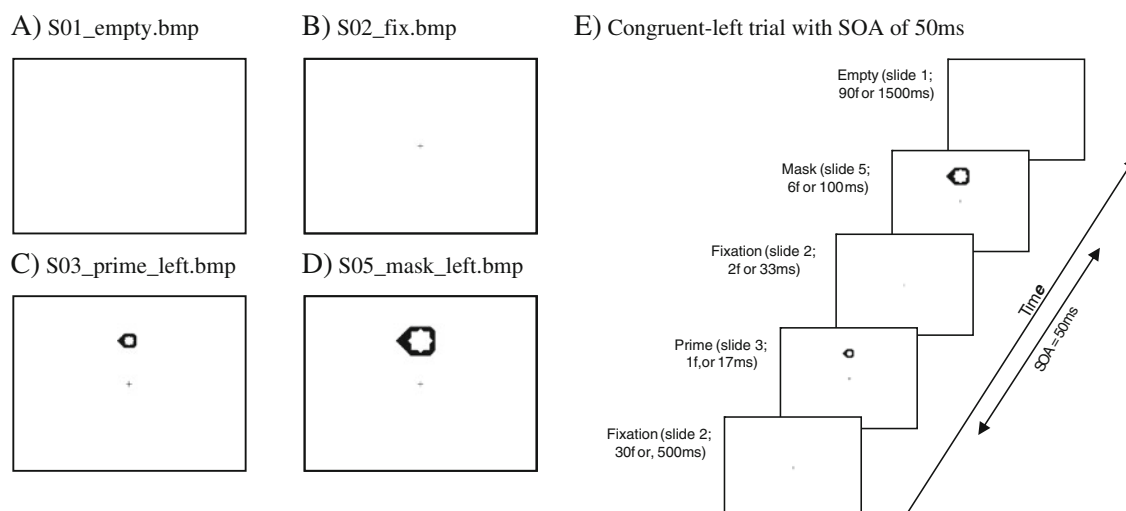 A) S01_empty.bmp
B) S02_fix.bmp
C) S03_prime_left.bmp
D) S05_mask_left.bmp
E) Congruent-left trial with SOA of 50ms
Empty (slide 1;
90f or 1500ms)
Mask (slide 5;
6f or 100ms)
Fixation (slide 2;
2f or 33ms)
Prime (slide 3;
1f, or 17ms)
Fixation (slide 2;
30f or, 500ms)
Time
SOA = 50ms